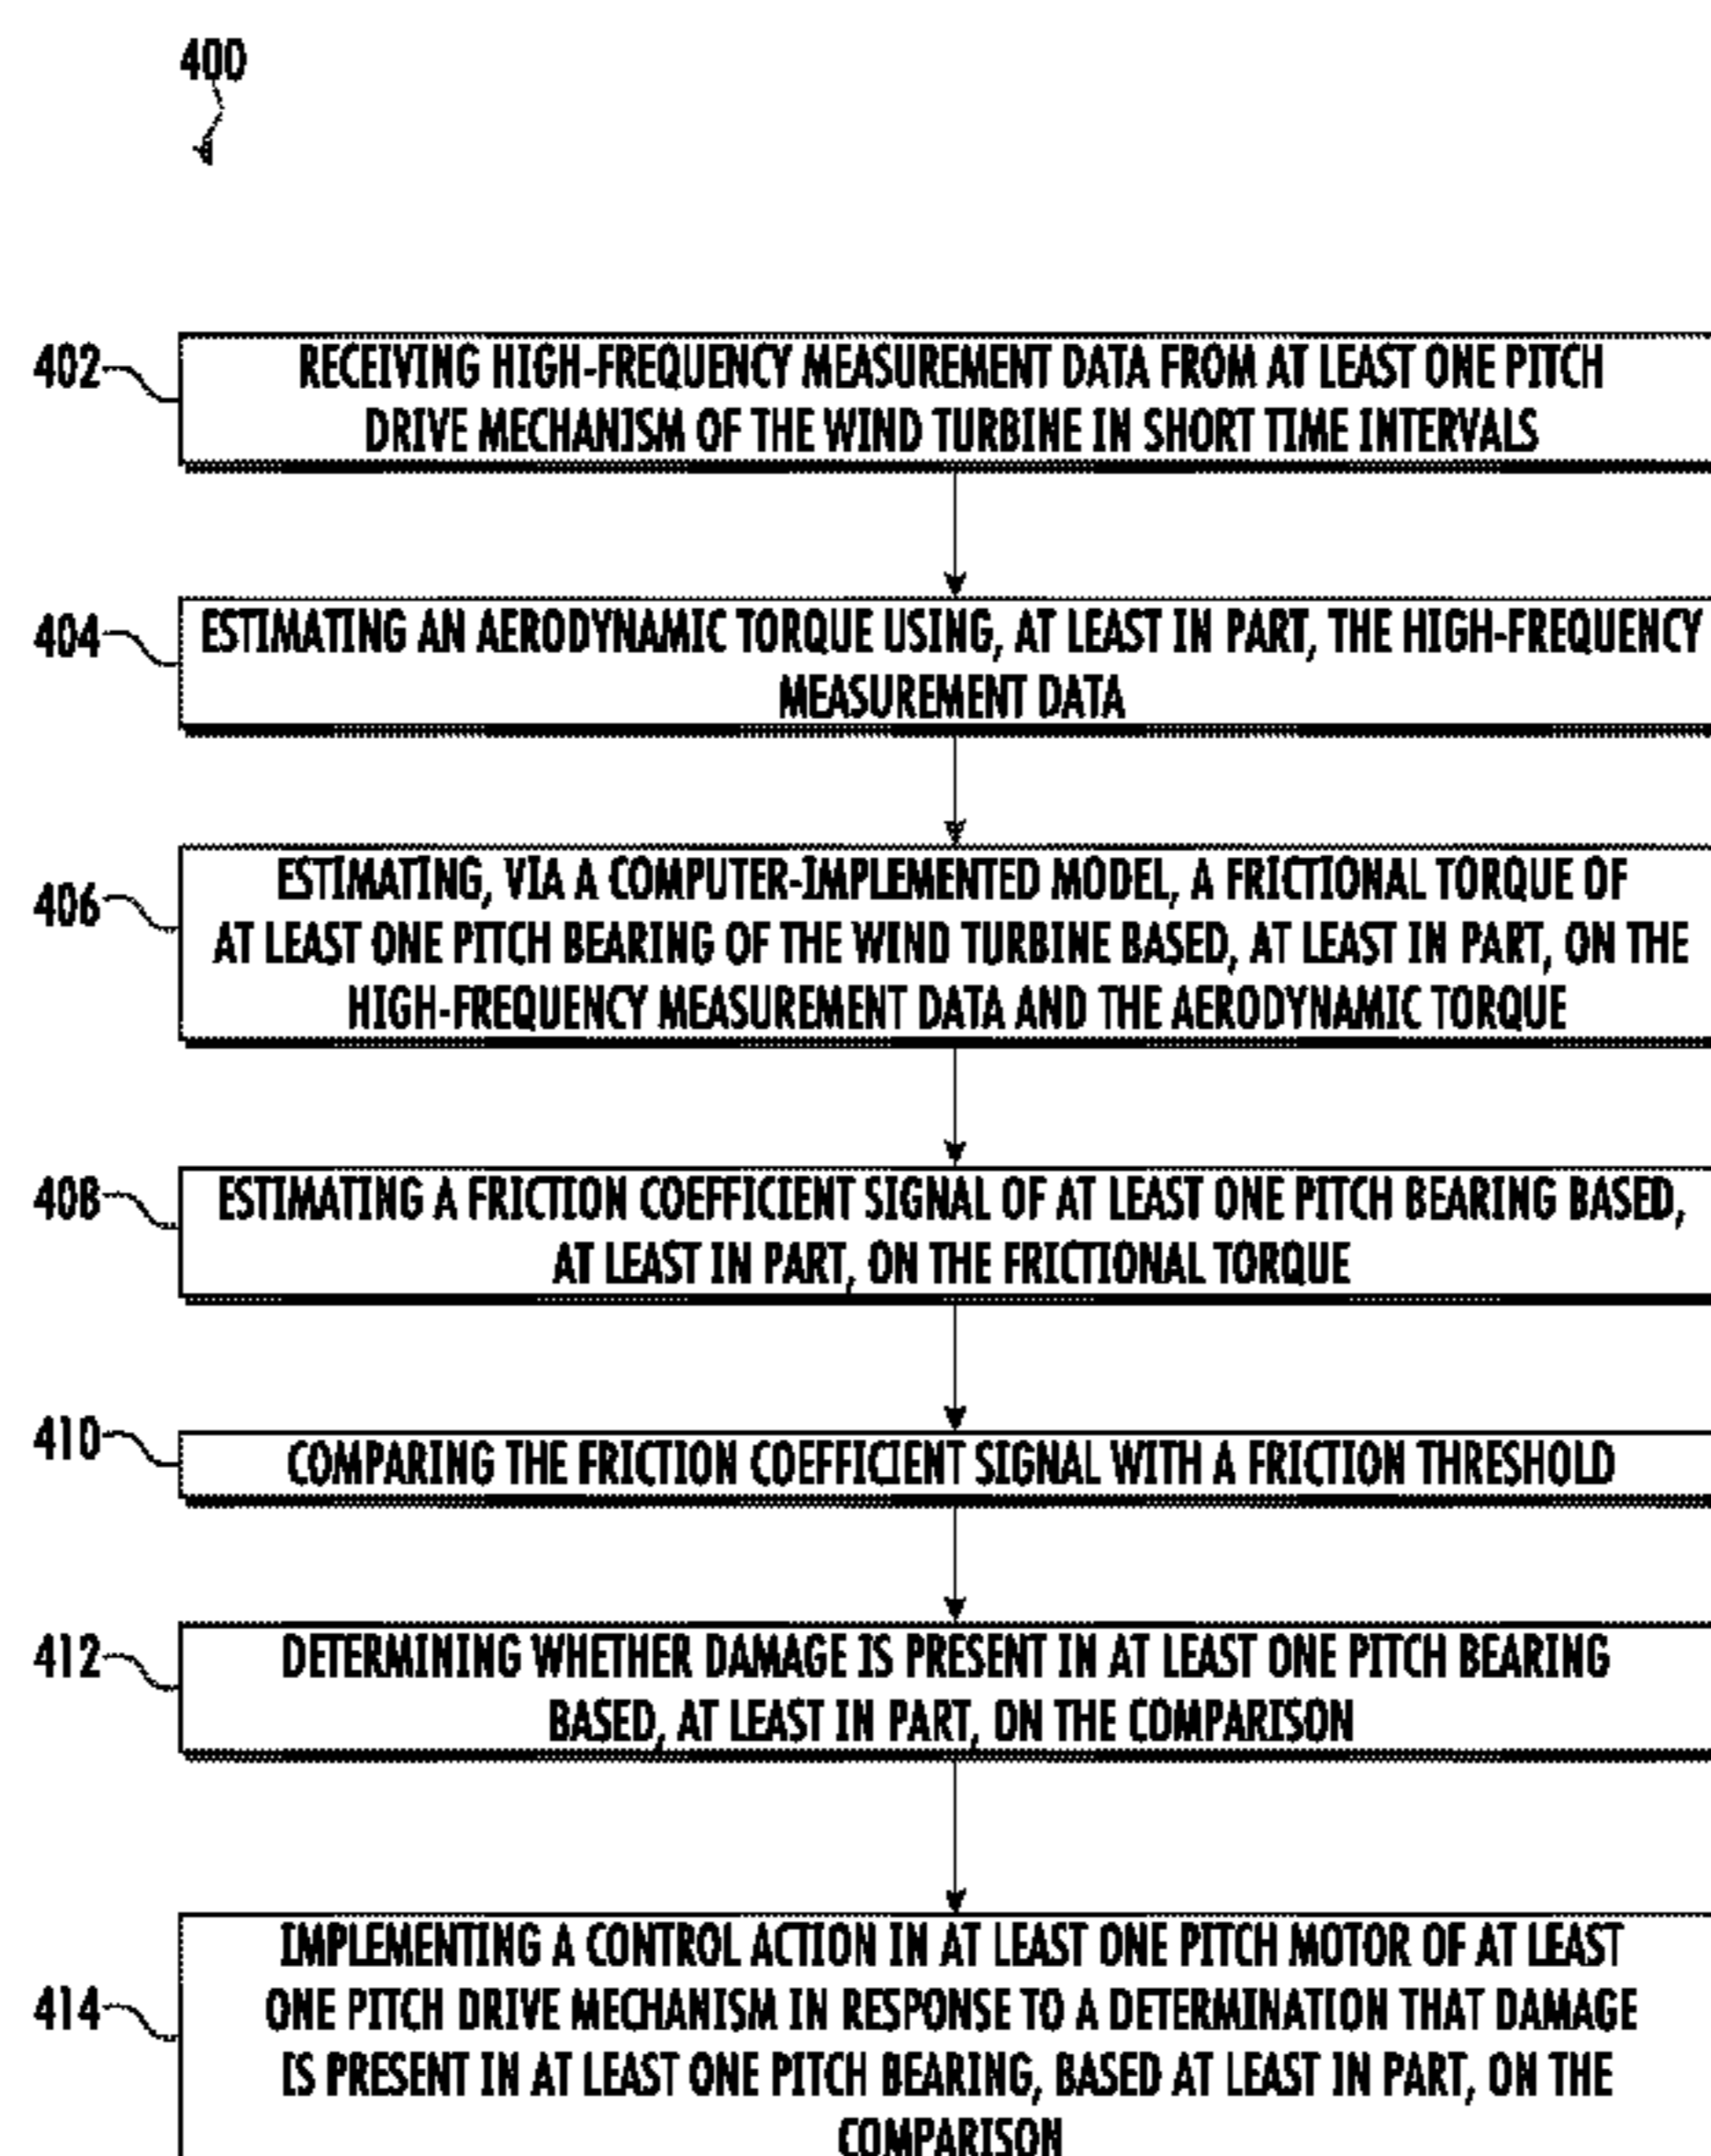 400
402
RECEIVING HIGH-FREQUENCY MEASUREMENT DATA FROM AT LEAST ONE PITCH
DRIVE MECHANISM OF THE WIND TURBINE IN SHORT TIME INTERVALS
404
ESTIMATING AN AERODYNAMIC TORQUE USING, AT LEAST IN PART, THE HIGH-FREQUENCY
MEASUREMENT DATA
406
ESTIMATING, VIA A COMPUTER-IMPLEMENTED MODEL, A FRICTIONAL TORQUE OF
AT LEAST ONE PITCH BEARING OF THE WIND TURBINE BASED, AT LEAST IN PART, ON THE
HIGH-FREQUENCY MEASUREMENT DATA AND THE AERODYNAMIC TORQUE
408
ESTIMATING A FRICTION COEFFICIENT SIGNAL OF AT LEAST ONE PITCH BEARING BASED,
AT LEAST IN PART, ON THE FRICTIONAL TORQUE
410
COMPARING THE FRICTION COEFFICIENT SIGNAL WITH A FRICTION THRESHOLD
412
DETERMINING WHETHER DAMAGE IS PRESENT IN AT LEAST ONE PITCH BEARING
BASED, AT LEAST IN PART, ON THE COMPARISON
414
IMPLEMENTING A CONTROL ACTION IN AT LEAST ONE PITCH MOTOR OF AT LEAST
ONE PITCH DRIVE MECHANISM IN RESPONSE TO A DETERMINATION THAT DAMAGE
IS PRESENT IN AT LEAST ONE PITCH BEARING, BASED AT LEAST IN PART, ON THE
COMPARISON